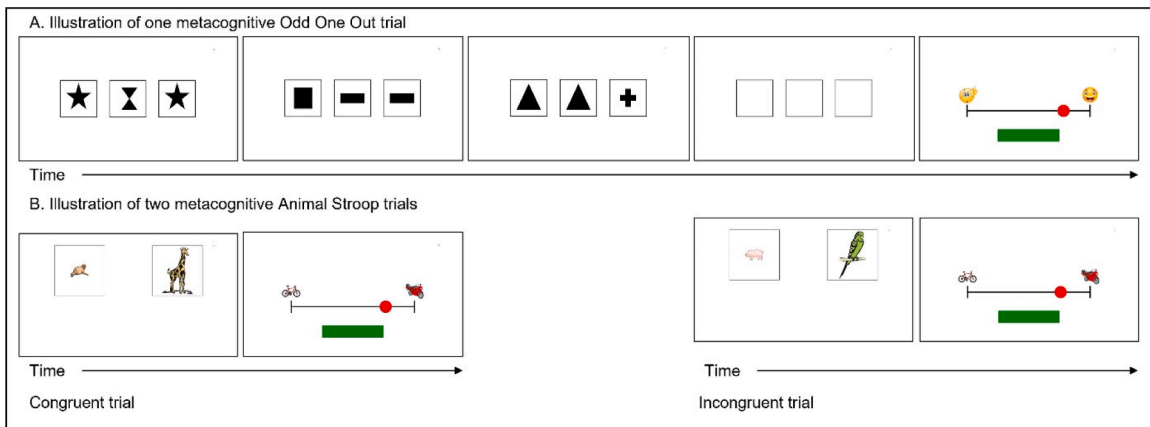 A. Illustration of one metacognitive Odd One Out trial
Time
B. Illustration of two metacognitive Animal Stroop trials
Time
Time
Congruent trial
Incongruent trial